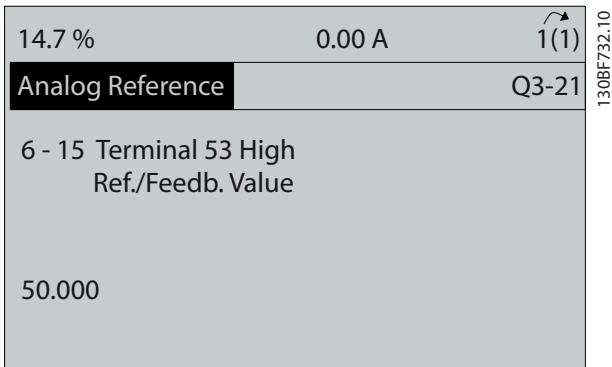 14.7 % 0.00 A 1(1)
Analog Reference Q3-21
6 - 15 Terminal 53 High
Ref./Feedb. Value
50.000
130BF732.10